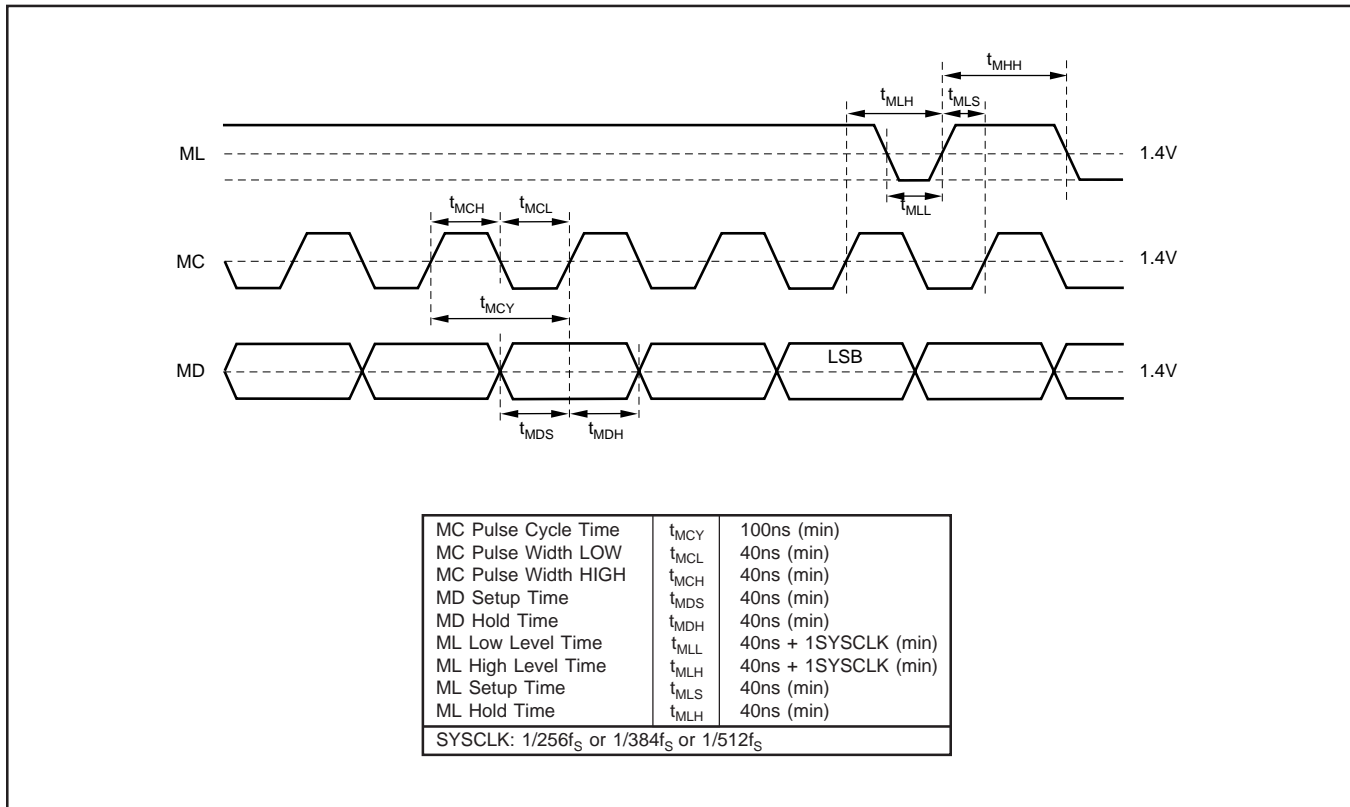 tMHH
tMLH tMLS
ML 1.4V
tMLL
tMCH tMCL
MC 1.4V
tMCY
LSB
MD 1.4V
tMDS tMDH
MC Pulse Cycle Time tMCY 100ns (min)
MC Pulse Width LOW tMCL 40ns (min)
MC Pulse Width HIGH tMCH 40ns (min)
MD Setup Time tMDS 40ns (min)
MD Hold Time tMDH 40ns (min)
ML Low Level Time tMLL 40ns + 1SYSCLK (min)
ML High Level Time tMLH 40ns + 1SYSCLK (min)
ML Setup Time tMLS 40ns (min)
ML Hold Time tMLH 40ns (min)
SYSCLK: 1/256fS or 1/384fS or 1/512fS